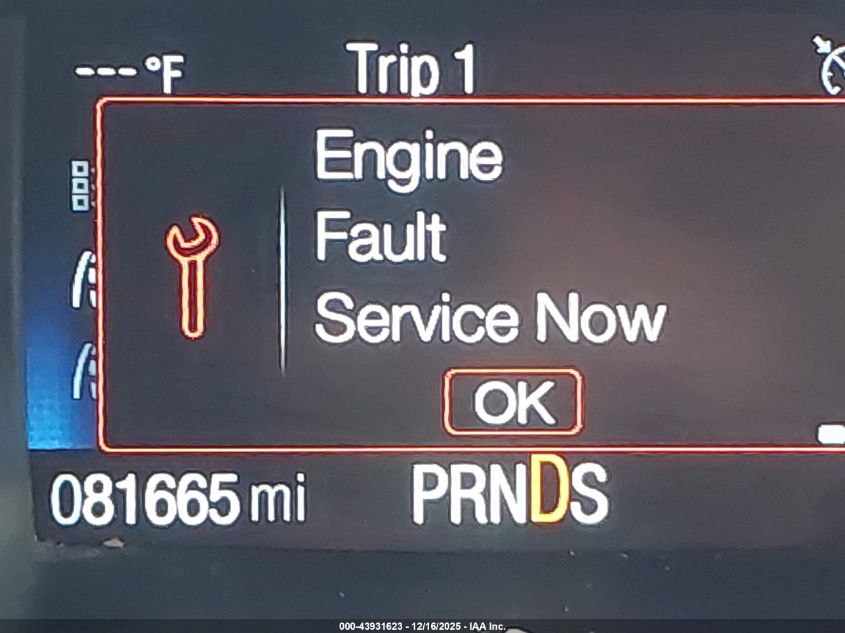 ---°F
Trip 1
Engine
Fault
Service Now
OK
081665 mi
PRNDS
000-43931623 - 12/16/2025 - IAA Inc.